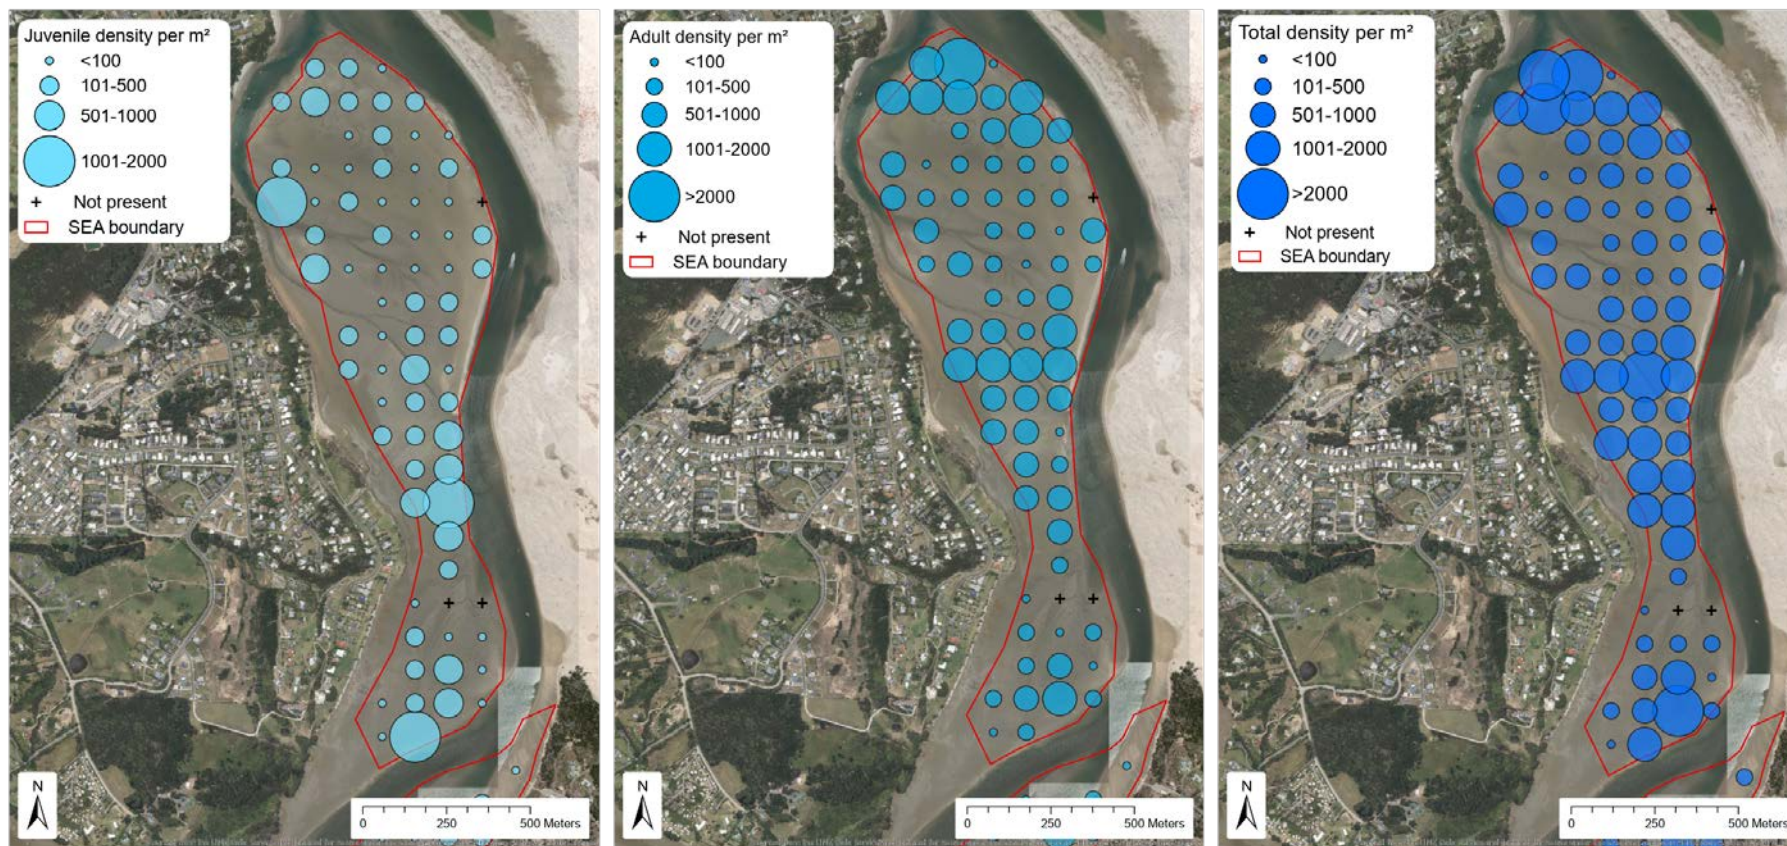 Juvenile density per m²
<100
101-500
501-1000
1001-2000
Not present
SEA boundary
N
0 250 500 Meters
Adult density per m²
<100
101-500
501-1000
1001-2000
>2000
Not present
SEA boundary
N
0 250 500 Meters
Total density per m²
<100
101-500
501-1000
1001-2000
>2000
Not present
SEA boundary
N
0 250 500 Meters